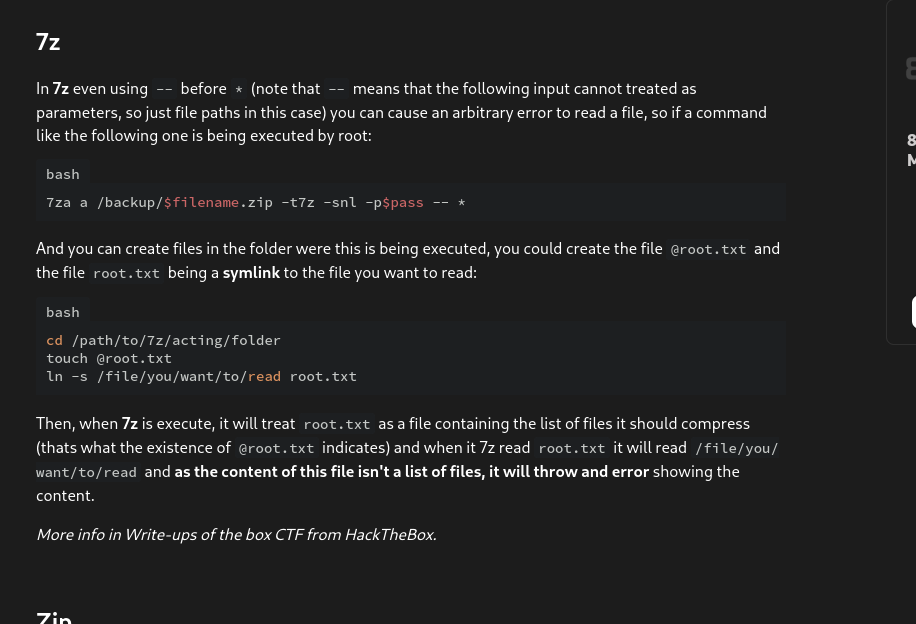 7z
In 7z even using -- before * (note that -- means that the following input cannot treated as
parameters, so just file paths in this case) you can cause an arbitrary error to read a file, so if a command
like the following one is being executed by root:
bash
7za a /backup/$filename.zip -t7z -snl -p$pass -- *
And you can create files in the folder were this is being executed, you could create the file @root.txt and
the file root.txt being a symlink to the file you want to read:
bash
cd /path/to/7z/acting/folder
touch @root.txt
ln -s /file/you/want/to/read root.txt
Then, when 7z is execute, it will treat root.txt as a file containing the list of files it should compress
(thats what the existence of @root.txt indicates) and when it 7z read root.txt it will read /file/you/
want/to/read and as the content of this file isn't a list of files, it will throw and error showing the
content.
More info in Write-ups of the box CTF from HackTheBox.
Zip